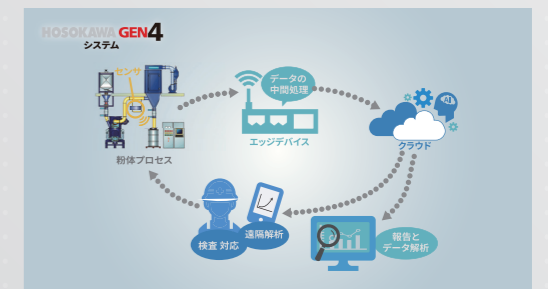 HOSOKAWA GEN4
システム
センサ
粉体プロセス
データの
中間処理
エッジデバイス
AI
クラウド
検査 対応
遠隔解析
報告と
データ解析